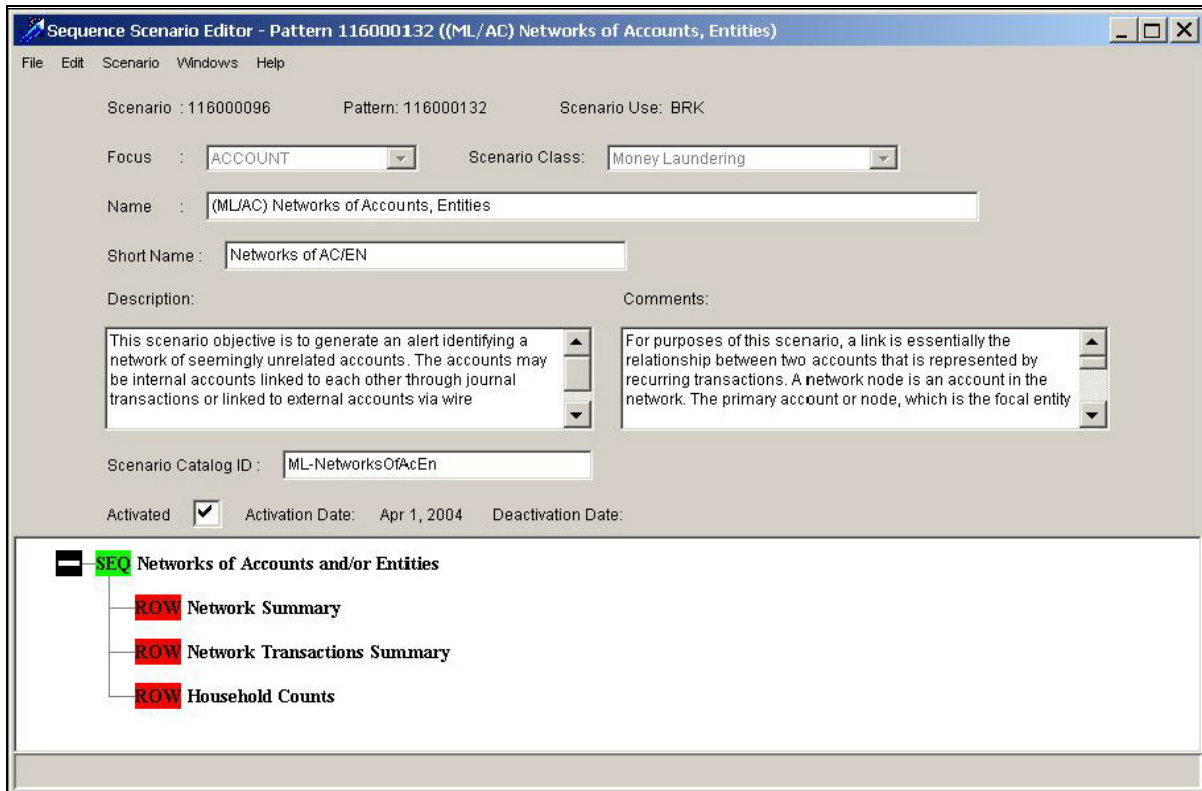 Sequence Scenario Editor - Pattern 116000132 ((ML/AC) Networks of Accounts, Entities)
File Edit Scenario Windows Help
Scenario : 116000096 Pattern: 116000132 Scenario Use: BRK
Focus : ACCOUNT Scenario Class: Money Laundering
Name : (ML/AC) Networks of Accounts, Entities
Short Name : Networks of AC/EN
Description: Comments:
This scenario objective is to generate an alert identifying a
network of seemingly unrelated accounts. The accounts may
be internal accounts linked to each other through journal
transactions or linked to external accounts via wire
For purposes of this scenario, a link is essentially the
relationship between two accounts that is represented by
recurring transactions. A network node is an account in the
network. The primary account or node, which is the focal entity
Scenario Catalog ID : ML-NetworksOfAcEn
Activated Activation Date: Apr 1, 2004 Deactivation Date:
SEQ Networks of Accounts and/or Entities
ROW Network Summary
ROW Network Transactions Summary
ROW Household Counts